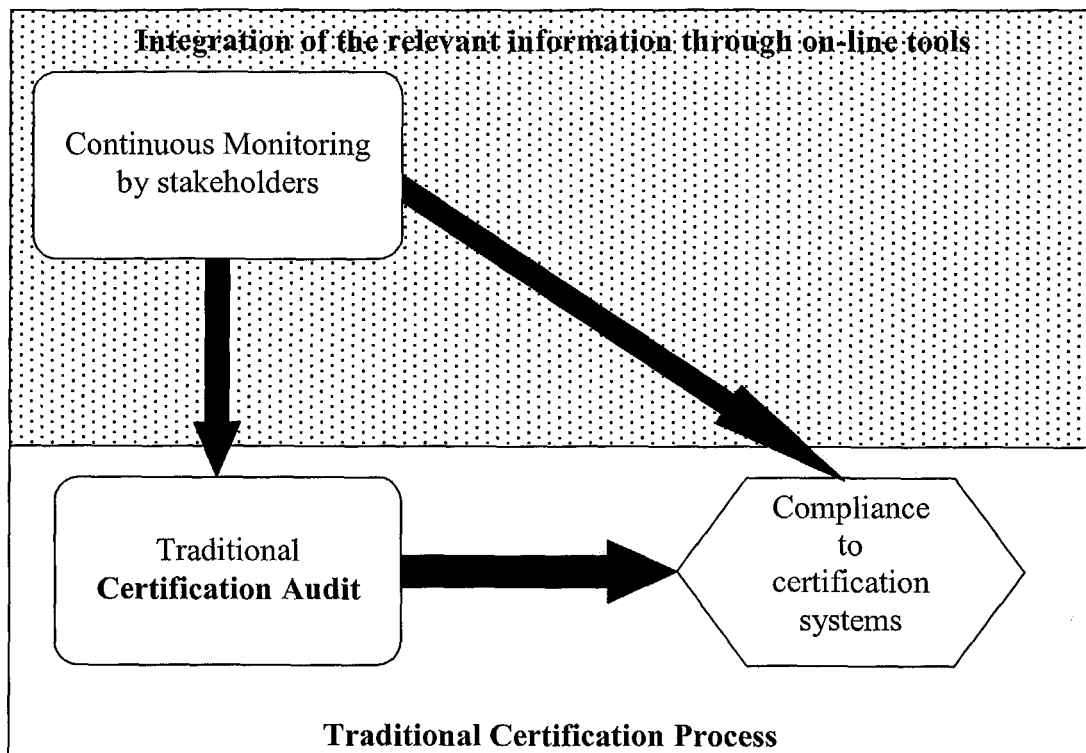 Integration of the relevant information through on-line tools
Continuous Monitoring
by stakeholders
Traditional
Certification Audit
Compliance
to
certification
systems
Traditional Certification Process